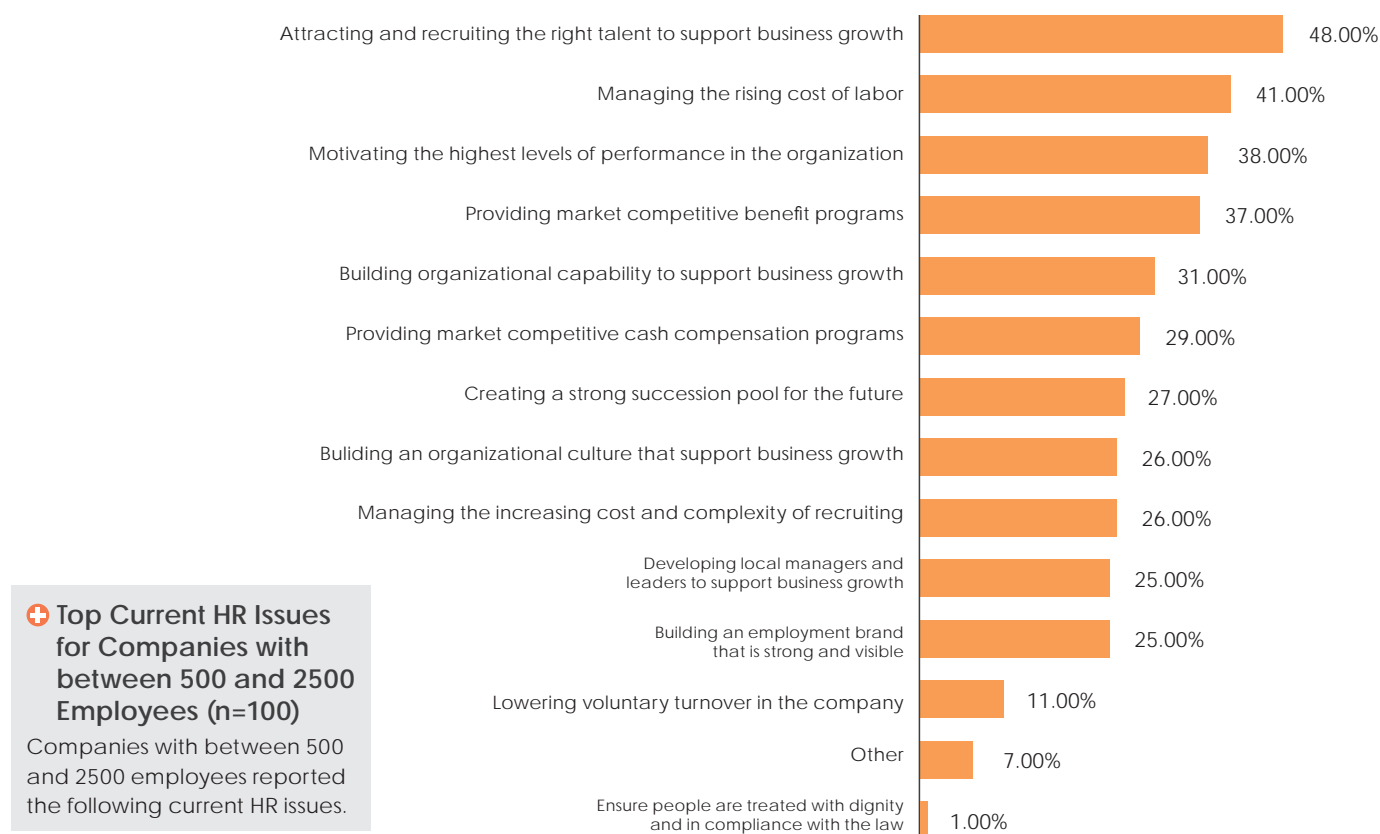 Attracting and recruiting the right talent to support business growth 48.00%
Managing the rising cost of labor 41.00%
Motivating the highest levels of performance in the organization 38.00%
Providing market competitive benefit programs 37.00%
Building organizational capability to support business growth 31.00%
Providing market competitive cash compensation programs 29.00%
Creating a strong succession pool for the future 27.00%
Buliding an organizational culture that support business growth 26.00%
Managing the increasing cost and complexity of recruiting 26.00%
Developing local managers and
leaders to support business growth 25.00%
Building an employment brand
that is strong and visible 25.00%
Lowering voluntary turnover in the company 11.00%
Other 7.00%
Ensure people are treated with dignity
and in compliance with the law 1.00%
Top Current HR Issues
for Companies with
between 500 and 2500
Employees (n=100)
Companies with between 500
and 2500 employees reported
the following current HR issues.